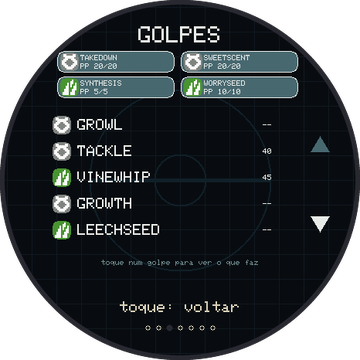 GOLPES
TAKEDOWN SWEETSCENT
PP 20/20 PP 20/20
SYNTHESIS WORRYSEED
PP 5/5 PP 10/10
GROWL --
TACKLE 40
VINEWHIP 45
GROWTH --
LEECHSEED --
toque num golpe para ver o que faz
toque: voltar